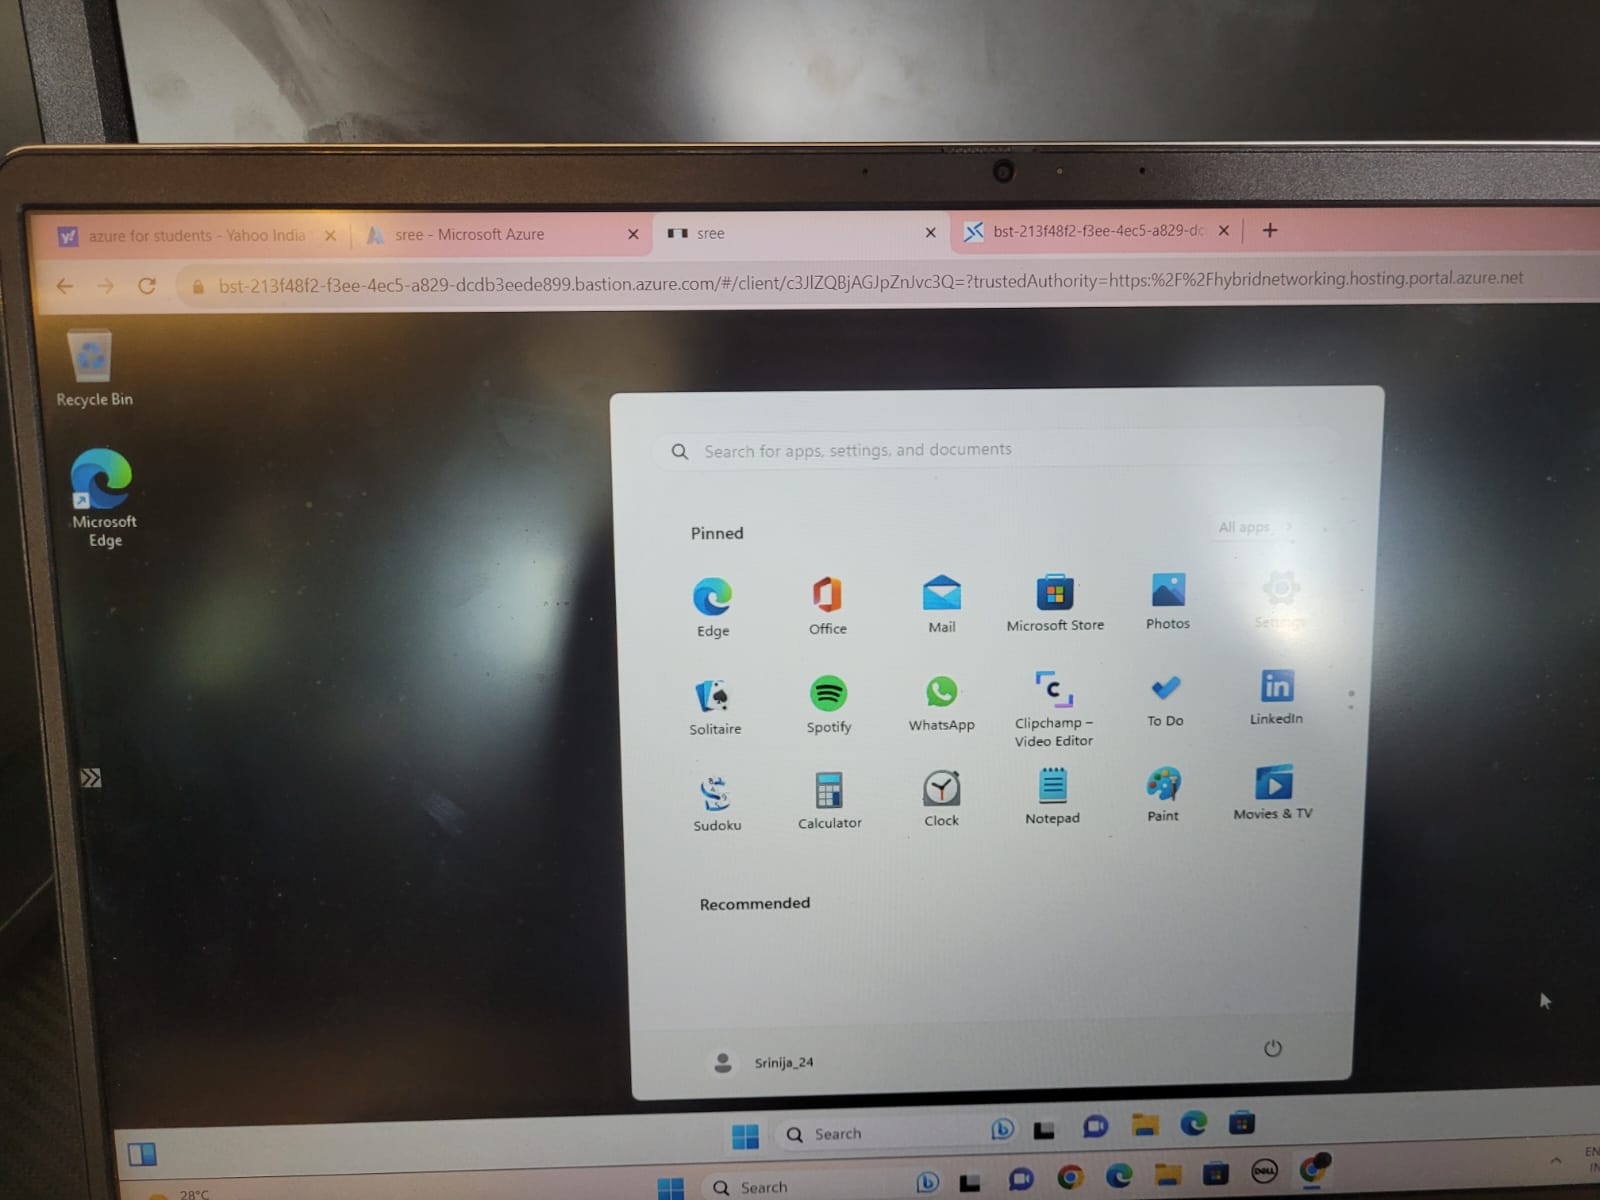 azure for students - Yahoo India
sree - Microsoft Azure
sree
bst-213f48f2-f3ee-4ec5-a829-dc
bst-213f48f2-f3ee-4ec5-a829-dcdb3eede899.bastion.azure.com/#/client/c3JlZQBjAGJpZnJvc3Q=?trustedAuthority=https:%2F%2Fhybridnetworking.hosting.portal.azure.net
Recycle Bin
Microsoft
Edge
Search for apps, settings, and documents
Pinned
All apps
Edge
Office
Mail
Microsoft Store
Photos
Settings
Solitaire
Spotify
WhatsApp
Clipchamp –
Video Editor
To Do
LinkedIn
Sudoku
Calculator
Clock
Notepad
Paint
Movies & TV
Recommended
Srinija_24
Search
28°C
Search
DELL
EN
IN